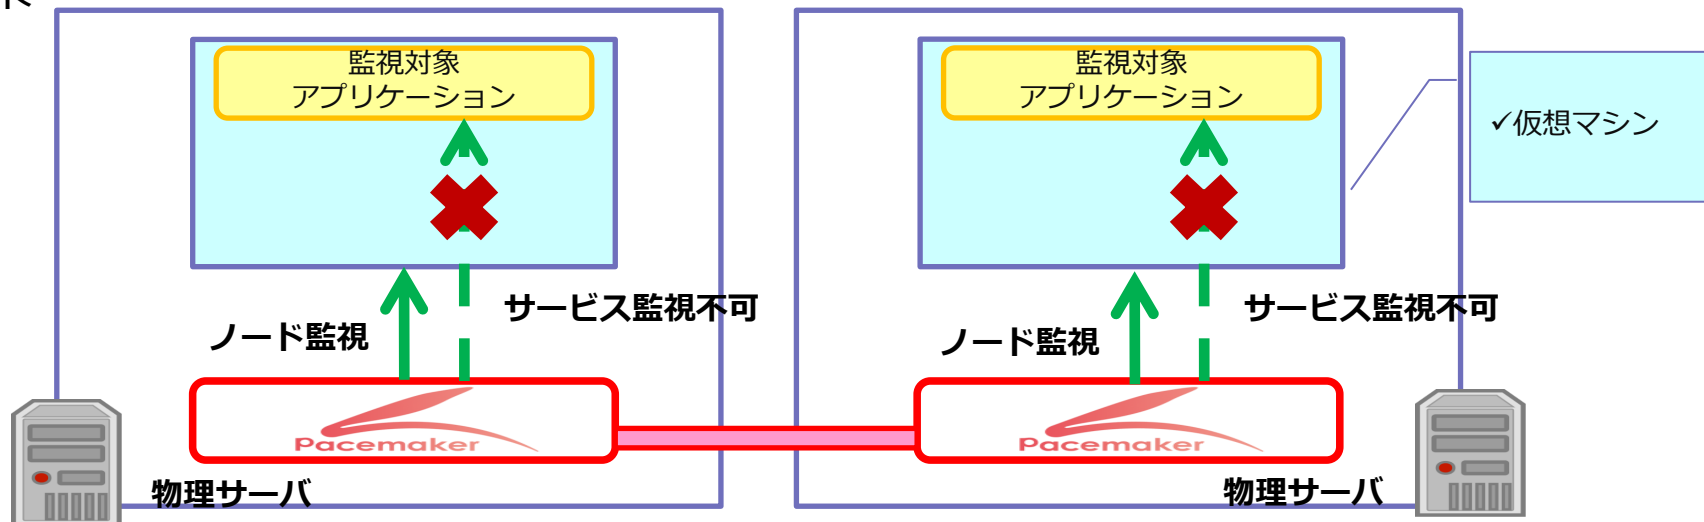 監視対象
アプリケーション
監視対象
アプリケーション
✓仮想マシン
サービス監視不可
ノード監視
サービス監視不可
ノード監視
Pacemaker
Pacemaker
物理サーバ
物理サーバ